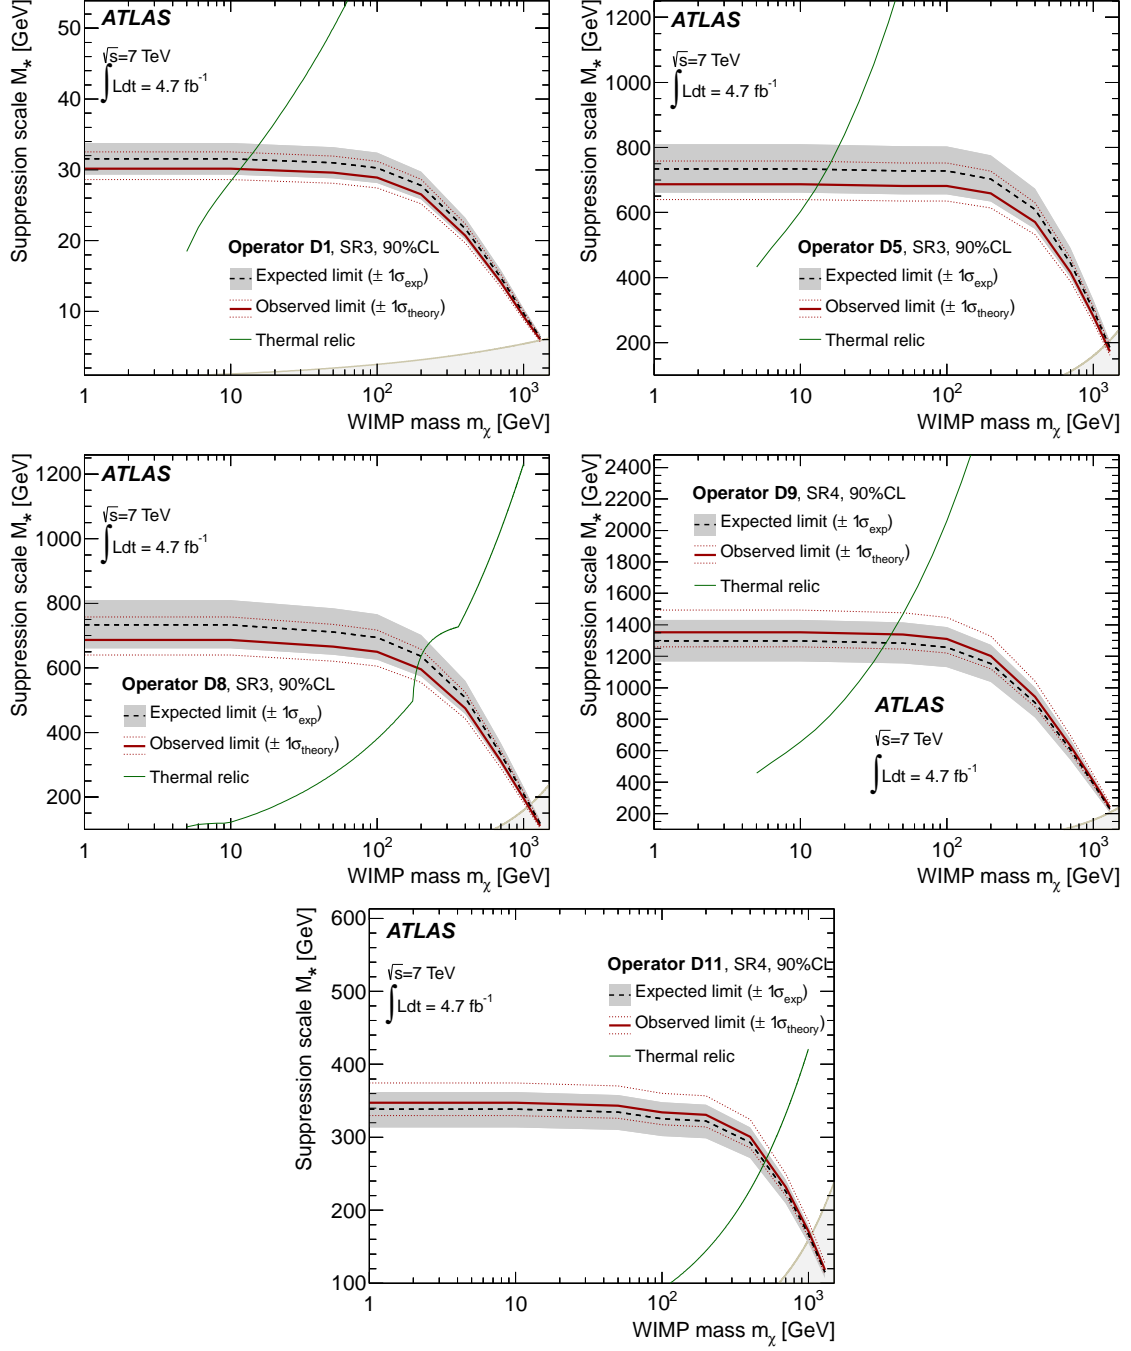 ATLAS
√s=7 TeV
∫Ldt = 4.7 fb⁻¹
Operator D1, SR3, 90%CL
Expected limit (± 1σexp)
Observed limit (± 1σtheory)
Thermal relic
Suppression scale M* [GeV]
50
40
30
20
10
1
10
10²
10³
WIMP mass mχ [GeV]
ATLAS
√s=7 TeV
∫Ldt = 4.7 fb⁻¹
Operator D5, SR3, 90%CL
Expected limit (± 1σexp)
Observed limit (± 1σtheory)
Thermal relic
Suppression scale M* [GeV]
1200
1000
800
600
400
200
1
10
10²
10³
WIMP mass mχ [GeV]
ATLAS
√s=7 TeV
∫Ldt = 4.7 fb⁻¹
Operator D8, SR3, 90%CL
Expected limit (± 1σexp)
Observed limit (± 1σtheory)
Thermal relic
Suppression scale M* [GeV]
1200
1000
800
600
400
200
1
10
10²
10³
WIMP mass mχ [GeV]
Operator D9, SR4, 90%CL
Expected limit (± 1σexp)
Observed limit (± 1σtheory)
Thermal relic
ATLAS
√s=7 TeV
∫Ldt = 4.7 fb⁻¹
Suppression scale M* [GeV]
2400
2200
2000
1800
1600
1400
1200
1000
800
600
400
200
1
10
10²
10³
WIMP mass mχ [GeV]
ATLAS
√s=7 TeV
∫Ldt = 4.7 fb⁻¹
Operator D11, SR4, 90%CL
Expected limit (± 1σexp)
Observed limit (± 1σtheory)
Thermal relic
Suppression scale M* [GeV]
600
500
400
300
200
100
1
10
10²
10³
WIMP mass mχ [GeV]